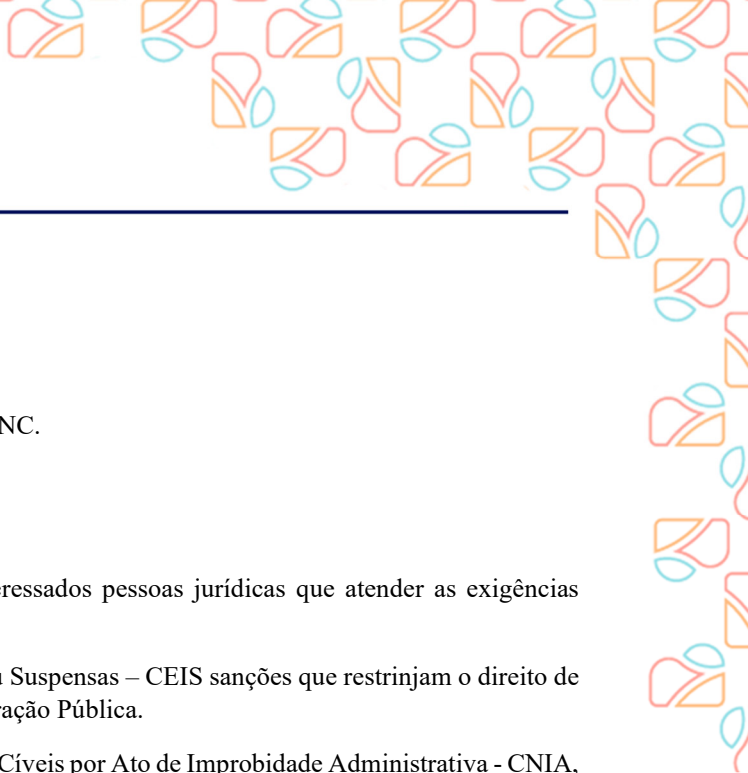 NC.
eressados pessoas jurídicas que atender as exigências
Suspensas – CEIS sanções que restrinjam o direito de
ração Pública.
Cíveis por Ato de Improbidade Administrativa - CNIA,